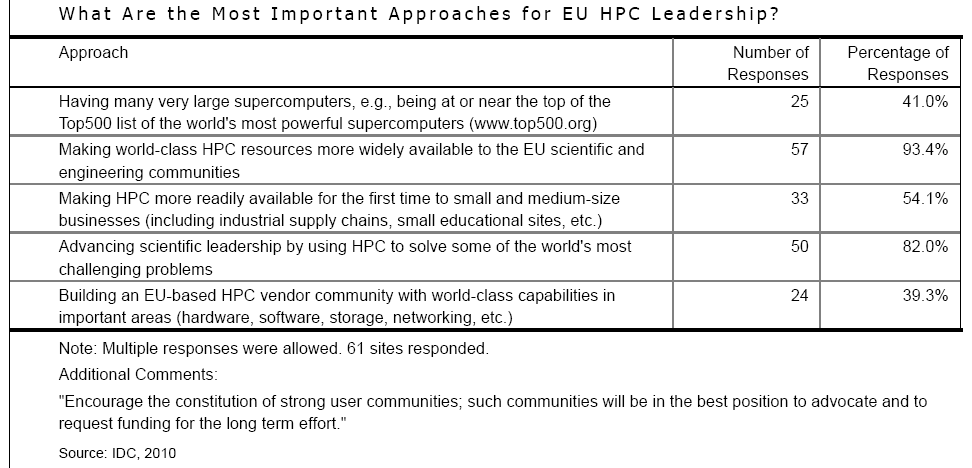 What Are the Most Important Approaches for EU HPC Leadership?
Approach
Number of
Responses
Percentage of
Responses
Having many very large supercomputers, e.g., being at or near the top of the
Top500 list of the world's most powerful supercomputers (www.top500.org)
25
41.0%
Making world-class HPC resources more widely available to the EU scientific and
engineering communities
57
93.4%
Making HPC more readily available for the first time to small and medium-size
businesses (including industrial supply chains, small educational sites, etc.)
33
54.1%
Advancing scientific leadership by using HPC to solve some of the world's most
challenging problems
50
82.0%
Building an EU-based HPC vendor community with world-class capabilities in
important areas (hardware, software, storage, networking, etc.)
24
39.3%
Note: Multiple responses were allowed. 61 sites responded.
Additional Comments:
"Encourage the constitution of strong user communities; such communities will be in the best position to advocate and to
request funding for the long term effort."
Source: IDC, 2010